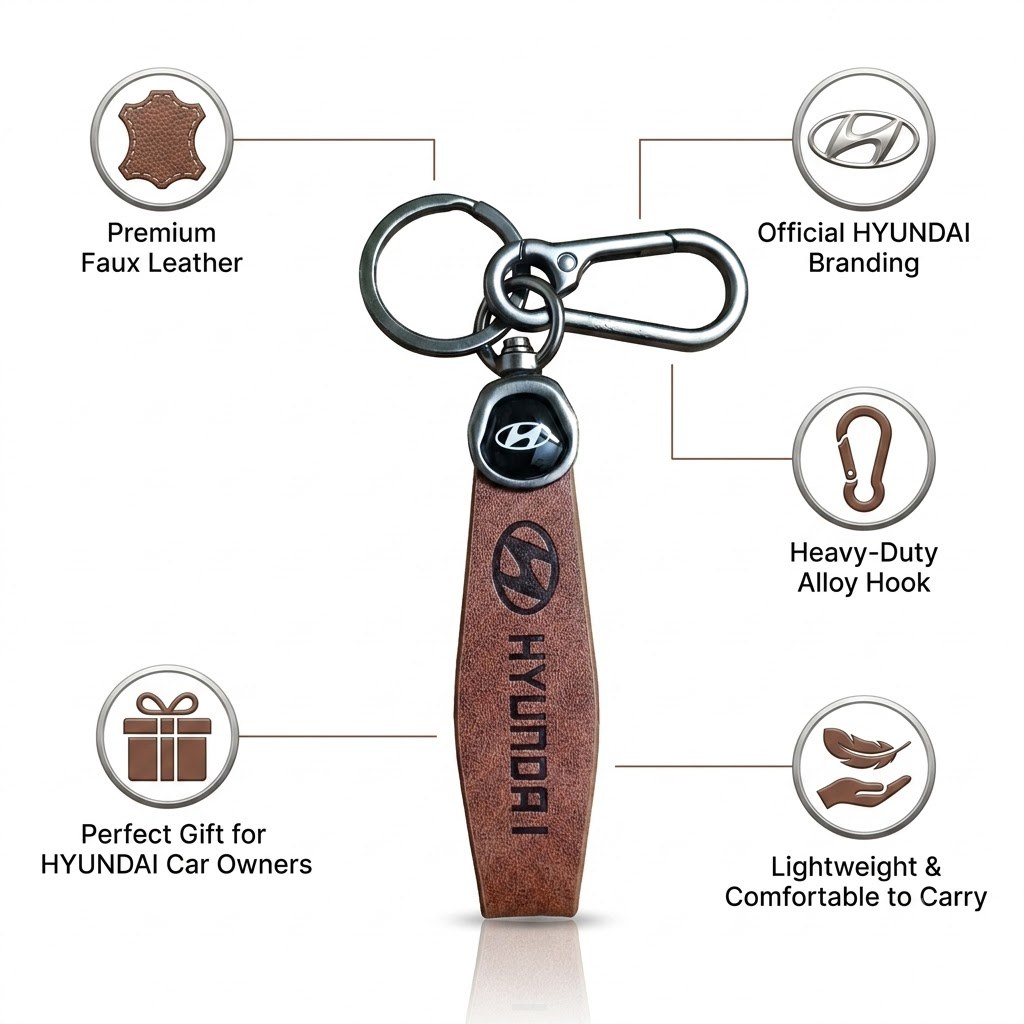 Premium
Faux Leather
Official HYUNDAI
Branding
HYUNDAI
Heavy-Duty
Alloy Hook
Perfect Gift for
HYUNDAI Car Owners
Lightweight &
Comfortable to Carry